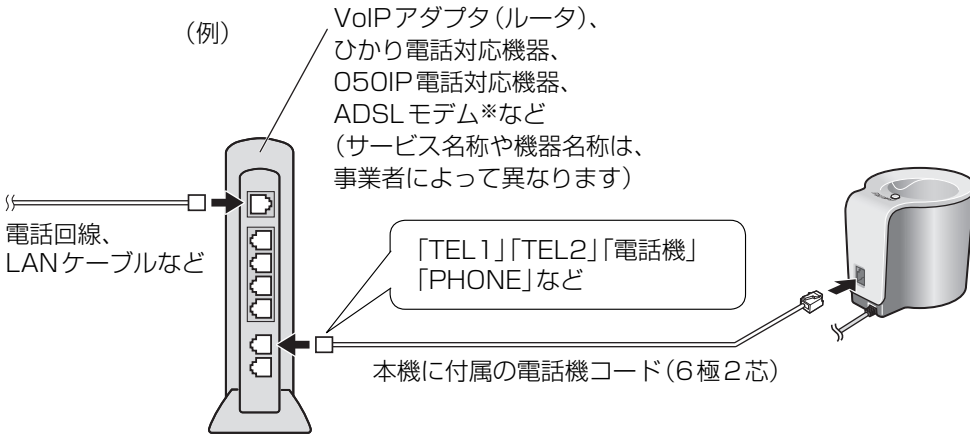 （例）
VoIPアダプタ（ルータ）、
ひかり電話対応機器、
050IP電話対応機器、
ADSLモデム※など
（サービス名称や機器名称は、
事業者によって異なります）
電話回線、
LANケーブルなど
「TEL1」「TEL2」「電話機」
「PHONE」など
本機に付属の電話機コード（6極2芯）